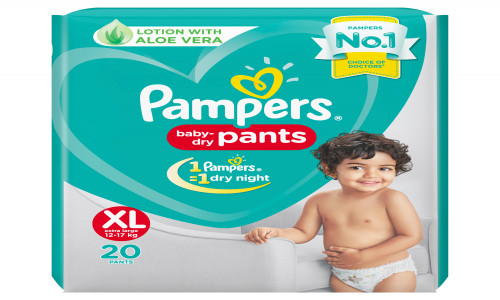 LOTION WITH
ALOE VERA
PAMPERS
No.1
CHOICE OF
DOCTORS*
Pampers®
baby-dry pants
1 Pampers
=1 dry night
XL
extra large
12-17 kg
20
PANTS